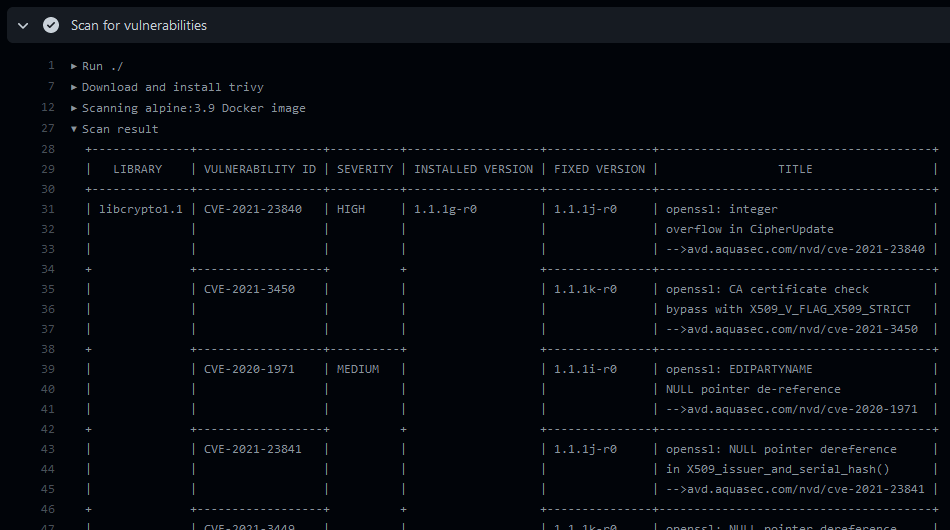 Scan for vulnerabilities
1 Run ./
7 Download and install trivy
12 Scanning alpine:3.9 Docker image
27 Scan result
28 +---------------+------------------+----------+-------------------+---------------+---------------------------------------+
29 | LIBRARY | VULNERABILITY ID | SEVERITY | INSTALLED VERSION | FIXED VERSION | TITLE |
30 +---------------+------------------+----------+-------------------+---------------+---------------------------------------+
31 | libcrypto1.1 | CVE-2021-23840 | HIGH | 1.1.1g-r0 | 1.1.1j-r0 | openssl: integer |
32 | | | | | | overflow in CipherUpdate |
33 | | | | | | -->avd.aquasec.com/nvd/cve-2021-23840 |
34 + +------------------+ + +---------------+---------------------------------------+
35 | | CVE-2021-3450 | | | 1.1.1k-r0 | openssl: CA certificate check |
36 | | | | | | bypass with X509_V_FLAG_X509_STRICT |
37 | | | | | | -->avd.aquasec.com/nvd/cve-2021-3450 |
38 + +------------------+----------+ +---------------+---------------------------------------+
39 | | CVE-2020-1971 | MEDIUM | | 1.1.1i-r0 | openssl: EDIPARTYNAME |
40 | | | | | | NULL pointer de-reference |
41 | | | | | | -->avd.aquasec.com/nvd/cve-2020-1971 |
42 + +------------------+ + +---------------+---------------------------------------+
43 | | CVE-2021-23841 | | | 1.1.1j-r0 | openssl: NULL pointer dereference |
44 | | | | | | in X509_issuer_and_serial_hash() |
45 | | | | | | -->avd.aquasec.com/nvd/cve-2021-23841 |
46 + +------------------+ + +---------------+---------------------------------------+
47 | | CVE-2021-3449 | | | 1.1.1k-r0 | openssl: NULL pointer dereference |